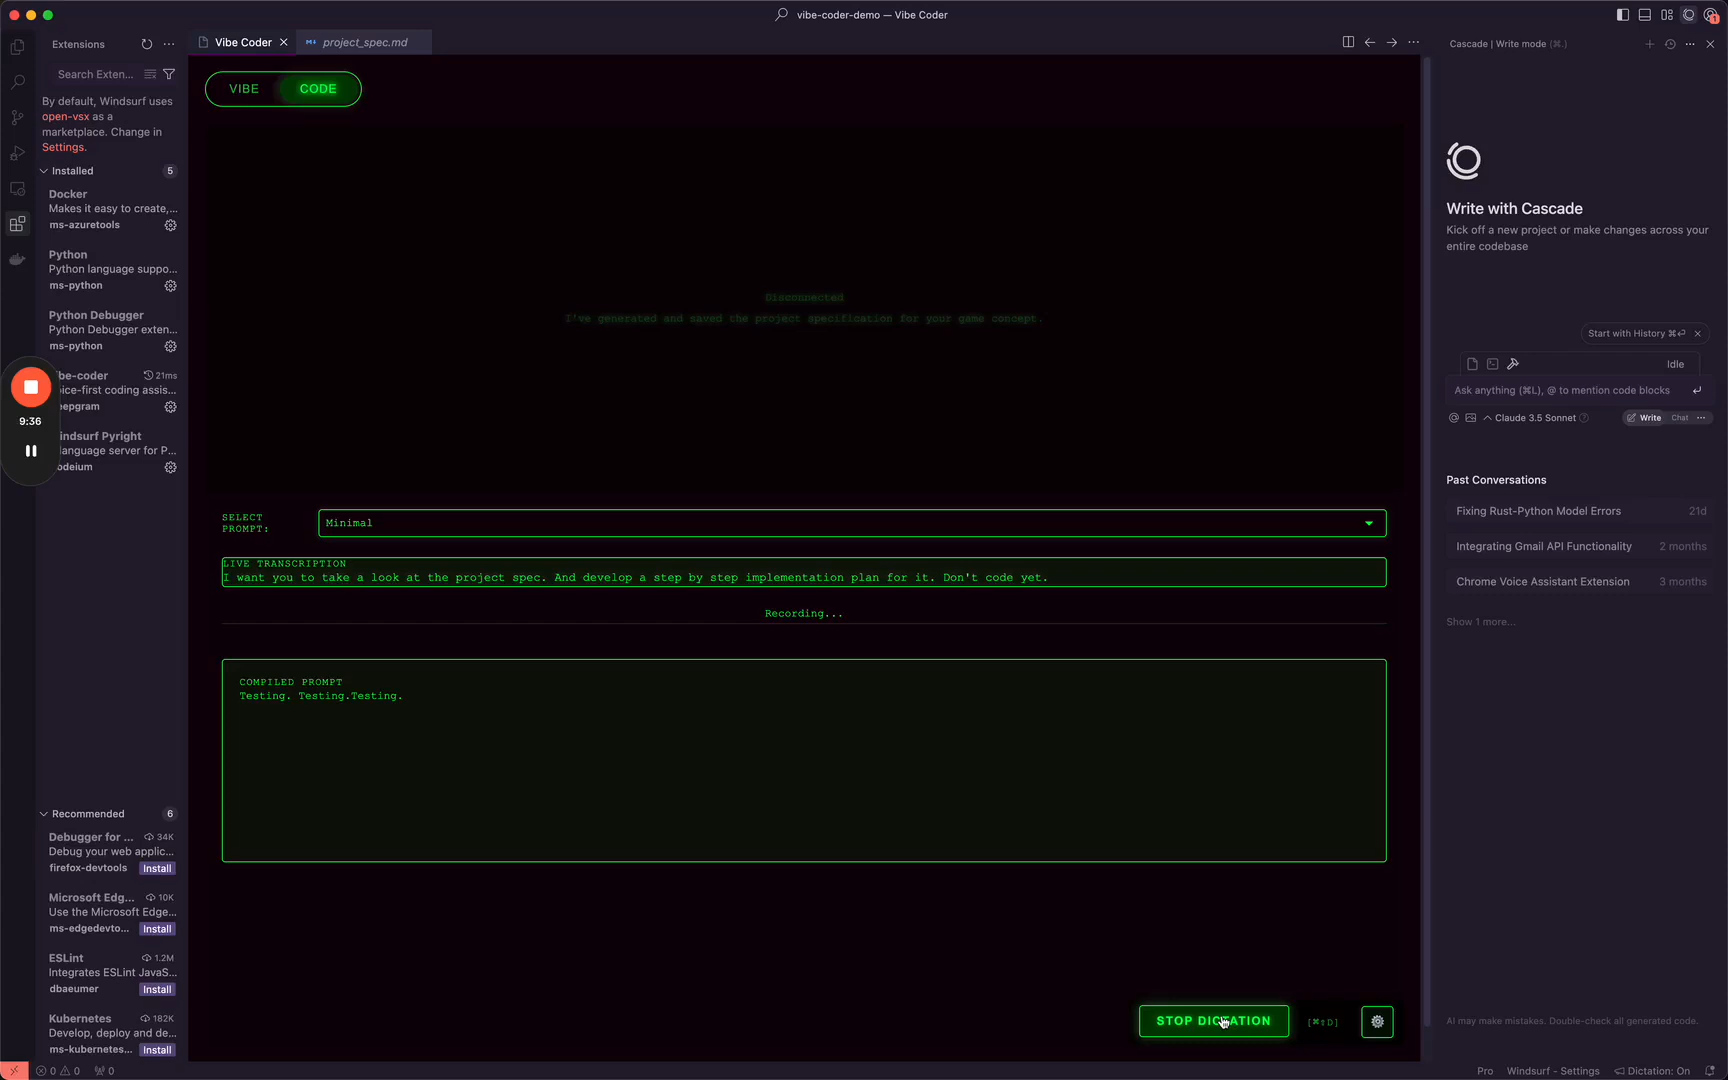 vibe-coder-demo — Vibe Coder
Extensions
Search Exten...
By default, Windsurf uses
open-vsx as a
marketplace. Change in
Settings.
Installed 5
Docker
Makes it easy to create,...
ms-azuretools
Python
Python language suppo...
ms-python
Python Debugger
Python Debugger exten...
ms-python
be-coder 21ms
oice-first coding assis...
eepgram
indsurf Pyright
language server for P...
odeium
9:36
Recommended 6
Debugger for ... 34K
Debug your web applic...
firefox-devtools Install
Microsoft Edg... 10K
Use the Microsoft Edge...
ms-edgedevto... Install
ESLint 1.2M
Integrates ESLint JavaS...
dbaeumer Install
Kubernetes 182K
Develop, deploy and de...
ms-kubernetes... Install
Vibe Coder
project_spec.md
VIBE CODE
Disconnected
I've generated and saved the project specification for your game concept.
SELECT
PROMPT:
Minimal
LIVE TRANSCRIPTION
I want you to take a look at the project spec. And develop a step by step implementation plan for it. Don't code yet.
Recording...
COMPILED PROMPT
Testing. Testing.Testing.
STOP DICTATION [⌘⇧D]
Cascade | Write mode (⌘.)
Write with Cascade
Kick off a new project or make changes across your
entire codebase
Start with History ⌘⏎
Idle
Ask anything (⌘L), @ to mention code blocks
Claude 3.5 Sonnet
Write Chat
Past Conversations
Fixing Rust-Python Model Errors 21d
Integrating Gmail API Functionality 2 months
Chrome Voice Assistant Extension 3 months
Show 1 more...
AI may make mistakes. Double-check all generated code.
0 0 0
Pro Windsurf - Settings Dictation: On